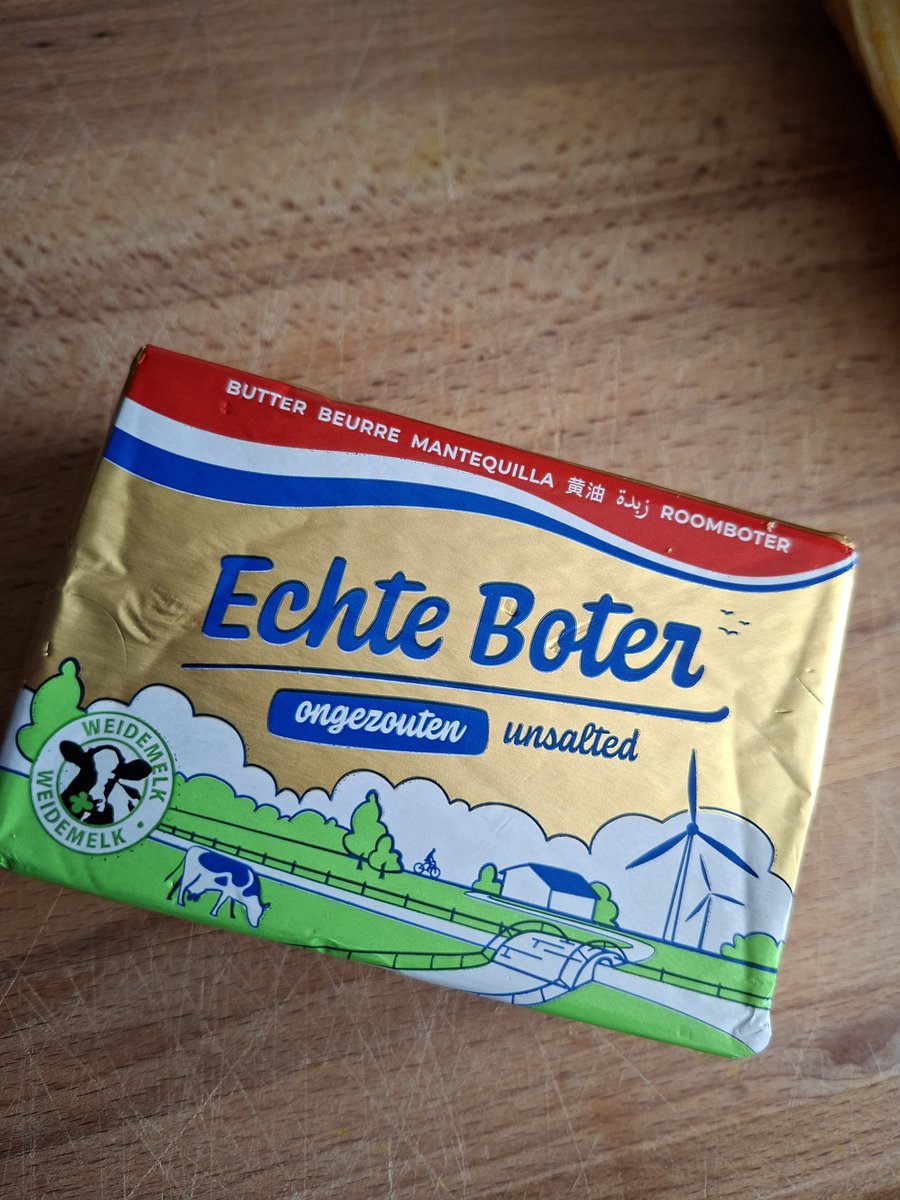 BUTTER BEURRE MANTEQUILLA 黄油 زبدة ROOMBOTER
Echte Boter
ongezouten unsalted
WEIDEMELK • WEIDEMELK •